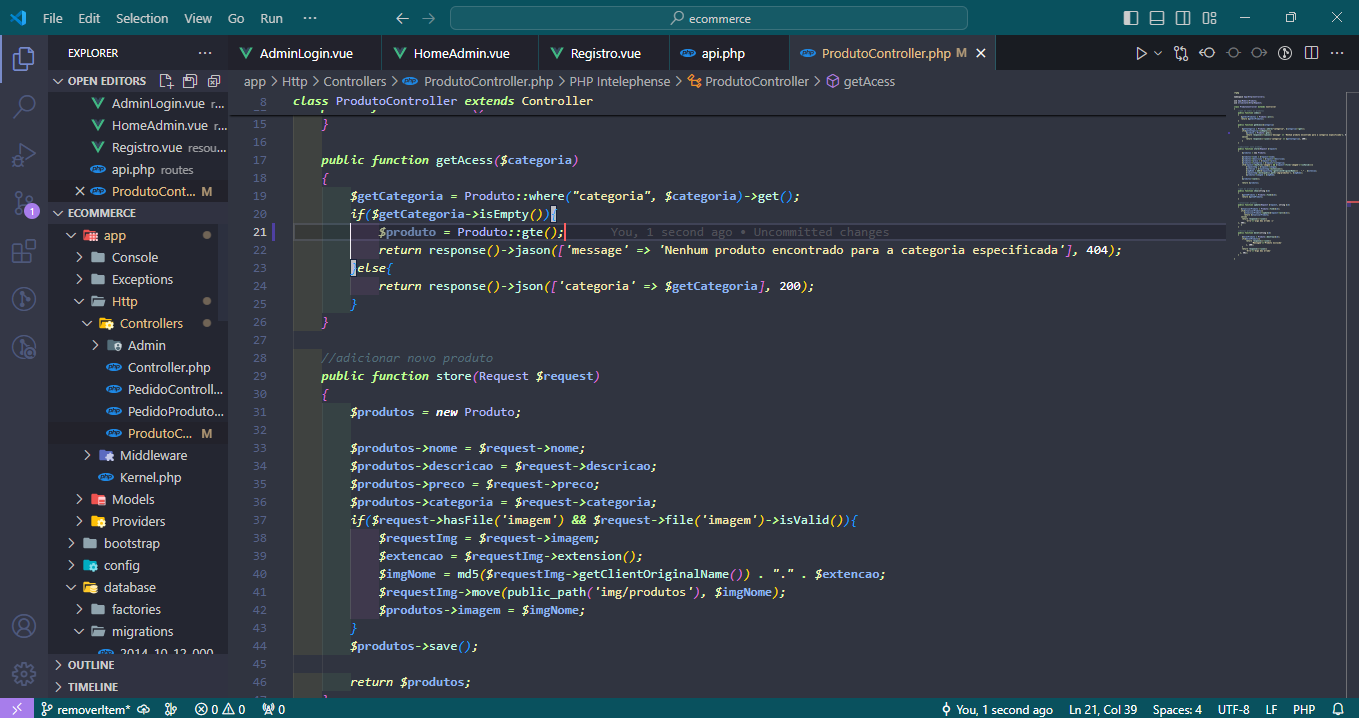 File Edit Selection View Go Run ··· ecommerce
EXPLORER ···
AdminLogin.vue HomeAdmin.vue Registro.vue api.php ProdutoController.php M
OPEN EDITORS
AdminLogin.vue r...
HomeAdmin.vue r...
Registro.vue resou...
api.php routes
ProdutoCont... M
ECOMMERCE
app
Console
Exceptions
Http
Controllers
Admin
Controller.php
PedidoControll...
PedidoProduto...
ProdutoC... M
Middleware
Kernel.php
Models
Providers
bootstrap
config
database
factories
migrations
2014_10_12_000
OUTLINE
TIMELINE
app > Http > Controllers > ProdutoController.php > PHP Intelephense > ProdutoController > getAcess
8 class ProdutoController extends Controller
15 }
16
17 public function getAcess($categoria)
18 {
19 $getCategoria = Produto::where("categoria", $categoria)->get();
20 if($getCategoria->isEmpty()){
21 $produto = Produto::gte(); You, 1 second ago • Uncommitted changes
22 return response()->jason(['message' => 'Nenhum produto encontrado para a categoria especificada'], 404);
23 }else{
24 return response()->json(['categoria' => $getCategoria], 200);
25 }
26 }
27
28 //adicionar novo produto
29 public function store(Request $request)
30 {
31 $produtos = new Produto;
32
33 $produtos->nome = $request->nome;
34 $produtos->descricao = $request->descricao;
35 $produtos->preco = $request->preco;
36 $produtos->categoria = $request->categoria;
37 if($request->hasFile('imagem') && $request->file('imagem')->isValid()){
38 $requestImg = $request->imagem;
39 $extencao = $requestImg->extension();
40 $imgNome = md5($requestImg->getClientOriginalName()) . "." . $extencao;
41 $requestImg->move(public_path('img/produtos'), $imgNome);
42 $produtos->imagem = $imgNome;
43 }
44 $produtos->save();
45
46 return $produtos;
1
removerItem* 0 0 0 You, 1 second ago Ln 21, Col 39 Spaces: 4 UTF-8 LF PHP